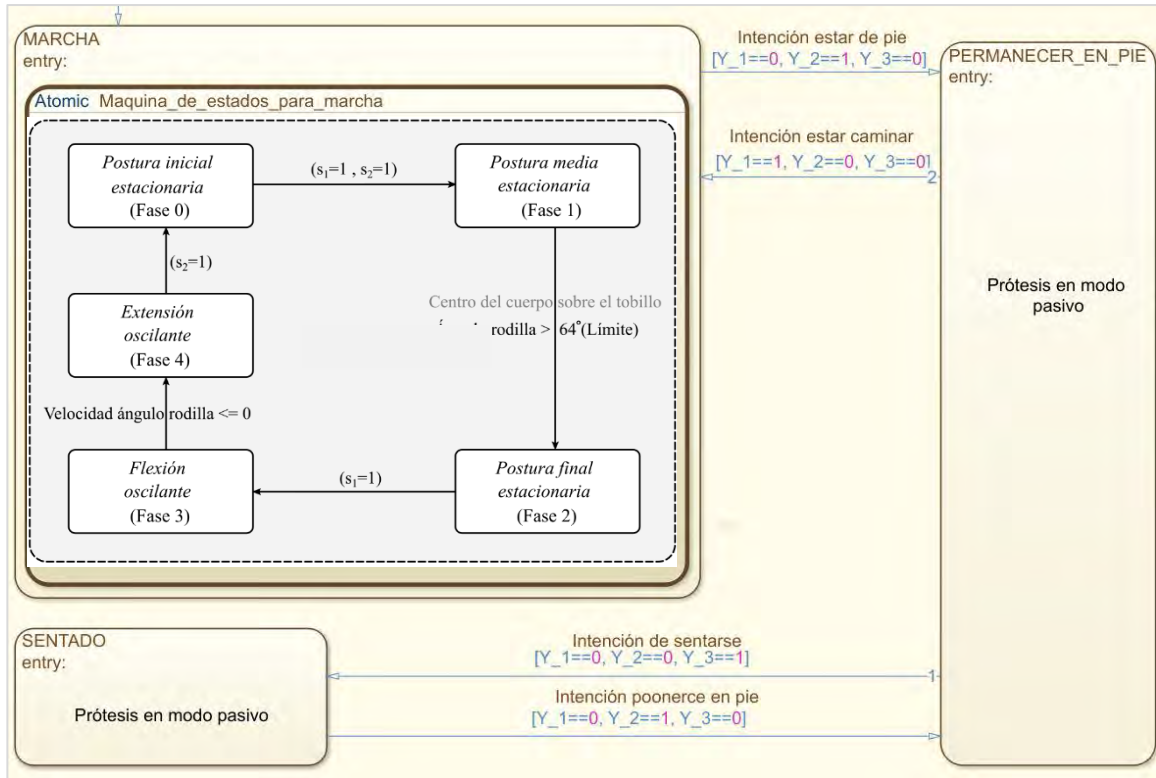 MARCHA
entry:
Atomic Maquina_de_estados_para_marcha
Postura inicial
estacionaria
(Fase 0)
(s₁=1 , s₂=1)
Postura media
estacionaria
(Fase 1)
(s₂=1)
Centro del cuerpo sobre el tobillo
rodilla > 64°(Límite)
Extensión
oscilante
(Fase 4)
Velocidad ángulo rodilla <= 0
Flexión
oscilante
(Fase 3)
(s₁=1)
Postura final
estacionaria
(Fase 2)
Intención estar de pie
[Y_1==0, Y_2==1, Y_3==0]
Intención estar caminar
[Y_1==1, Y_2==0, Y_3==0]
2
PERMANECER_EN_PIE
entry:
Prótesis en modo
pasivo
SENTADO
entry:
Prótesis en modo pasivo
Intención de sentarse
[Y_1==0, Y_2==0, Y_3==1]
1
Intención poonerce en pie
[Y_1==0, Y_2==1, Y_3==0]